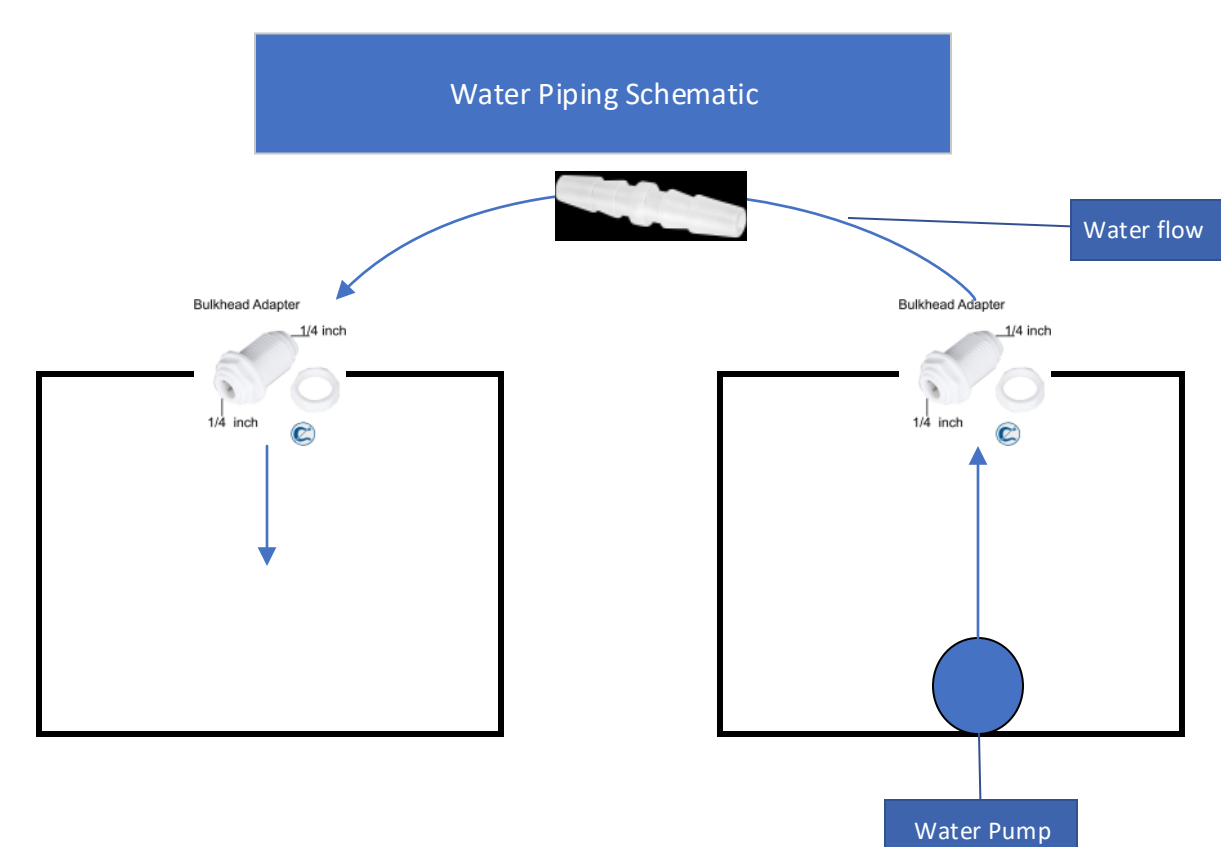 Water Piping Schematic
Water flow
Bulkhead Adapter
1/4 inch
1/4 inch
Bulkhead Adapter
1/4 inch
1/4 inch
Water Pump